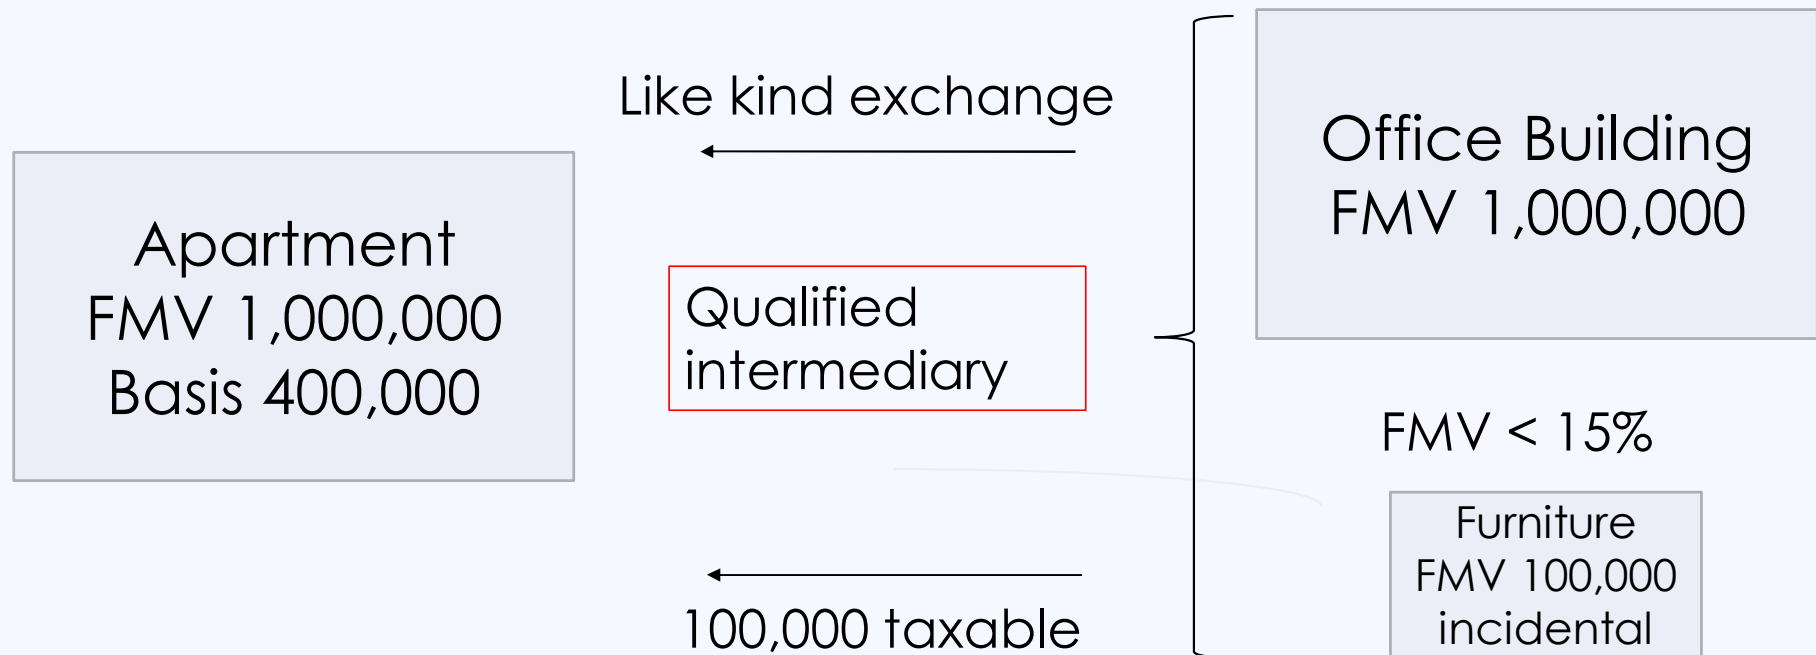 Apartment
FMV 1,000,000
Basis 400,000
Like kind exchange
Qualified
intermediary
100,000 taxable
Office Building
FMV 1,000,000
FMV < 15%
Furniture
FMV 100,000
incidental